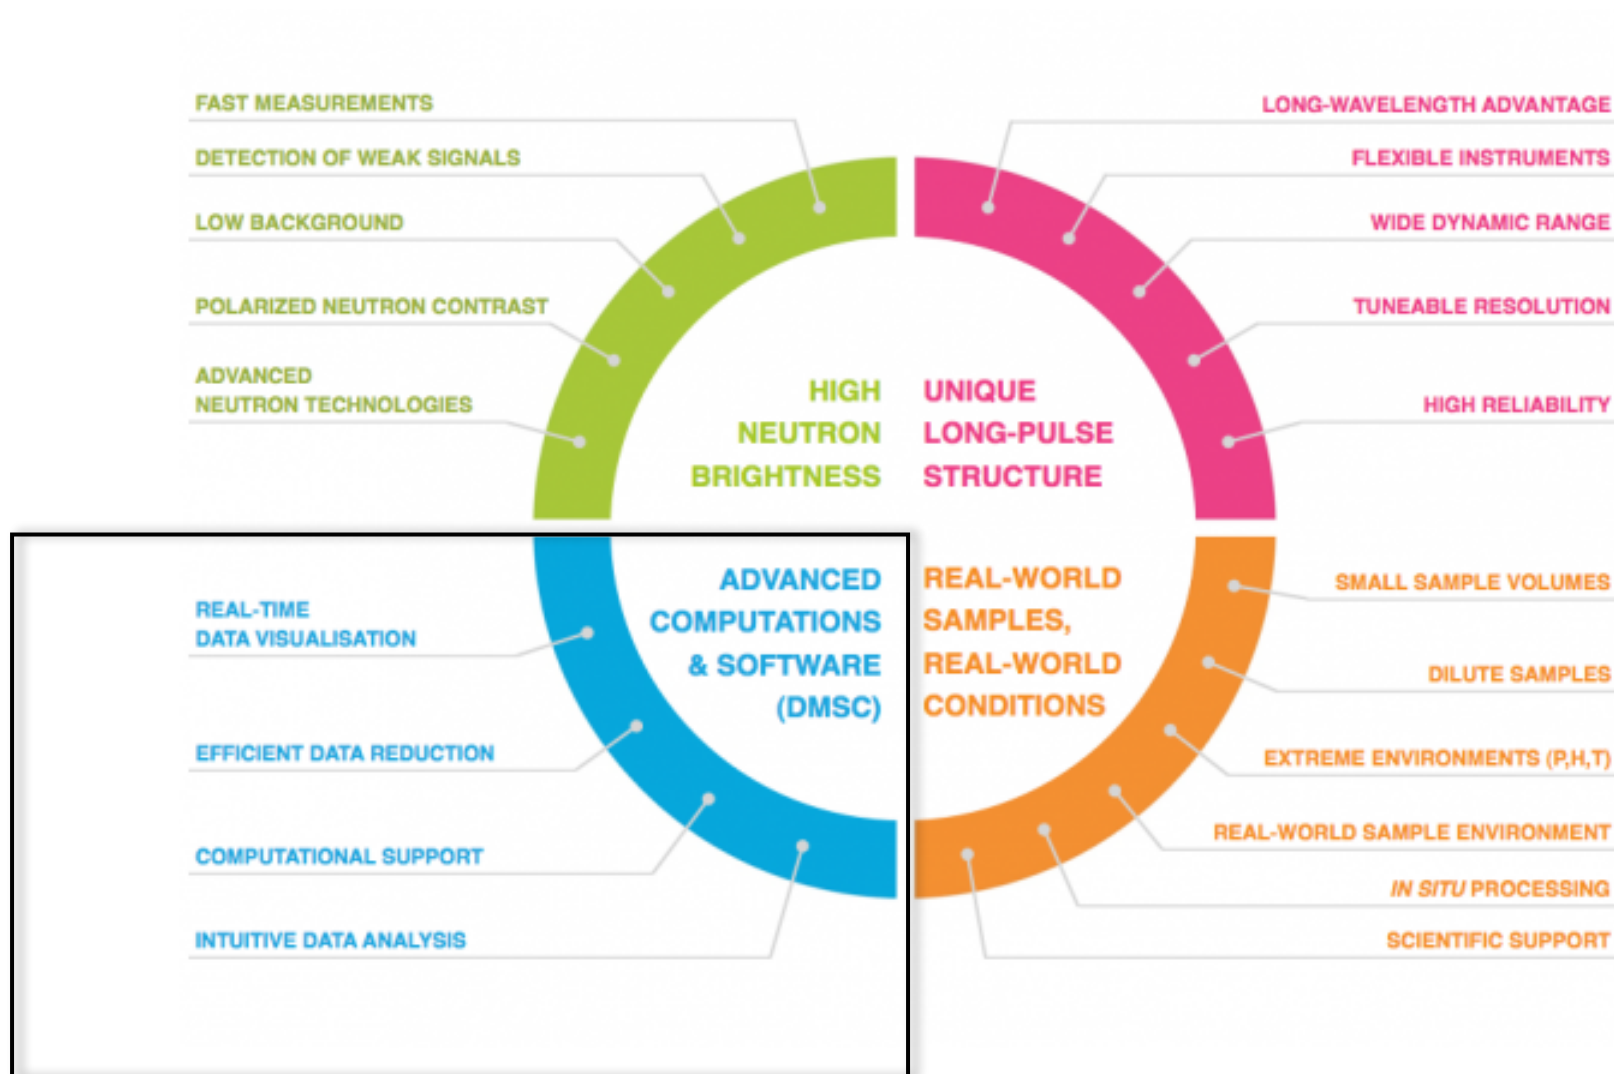 FAST MEASUREMENTS
DETECTION OF WEAK SIGNALS
LOW BACKGROUND
POLARIZED NEUTRON CONTRAST
ADVANCED
NEUTRON TECHNOLOGIES
HIGH
NEUTRON
BRIGHTNESS
LONG-WAVELENGTH ADVANTAGE
FLEXIBLE INSTRUMENTS
WIDE DYNAMIC RANGE
TUNEABLE RESOLUTION
HIGH RELIABILITY
UNIQUE
LONG-PULSE
STRUCTURE
REAL-TIME
DATA VISUALISATION
EFFICIENT DATA REDUCTION
COMPUTATIONAL SUPPORT
INTUITIVE DATA ANALYSIS
ADVANCED
COMPUTATIONS
& SOFTWARE
(DMSC)
REAL-WORLD
SAMPLES,
REAL-WORLD
CONDITIONS
SMALL SAMPLE VOLUMES
DILUTE SAMPLES
EXTREME ENVIRONMENTS (P,H,T)
REAL-WORLD SAMPLE ENVIRONMENT
IN SITU PROCESSING
SCIENTIFIC SUPPORT